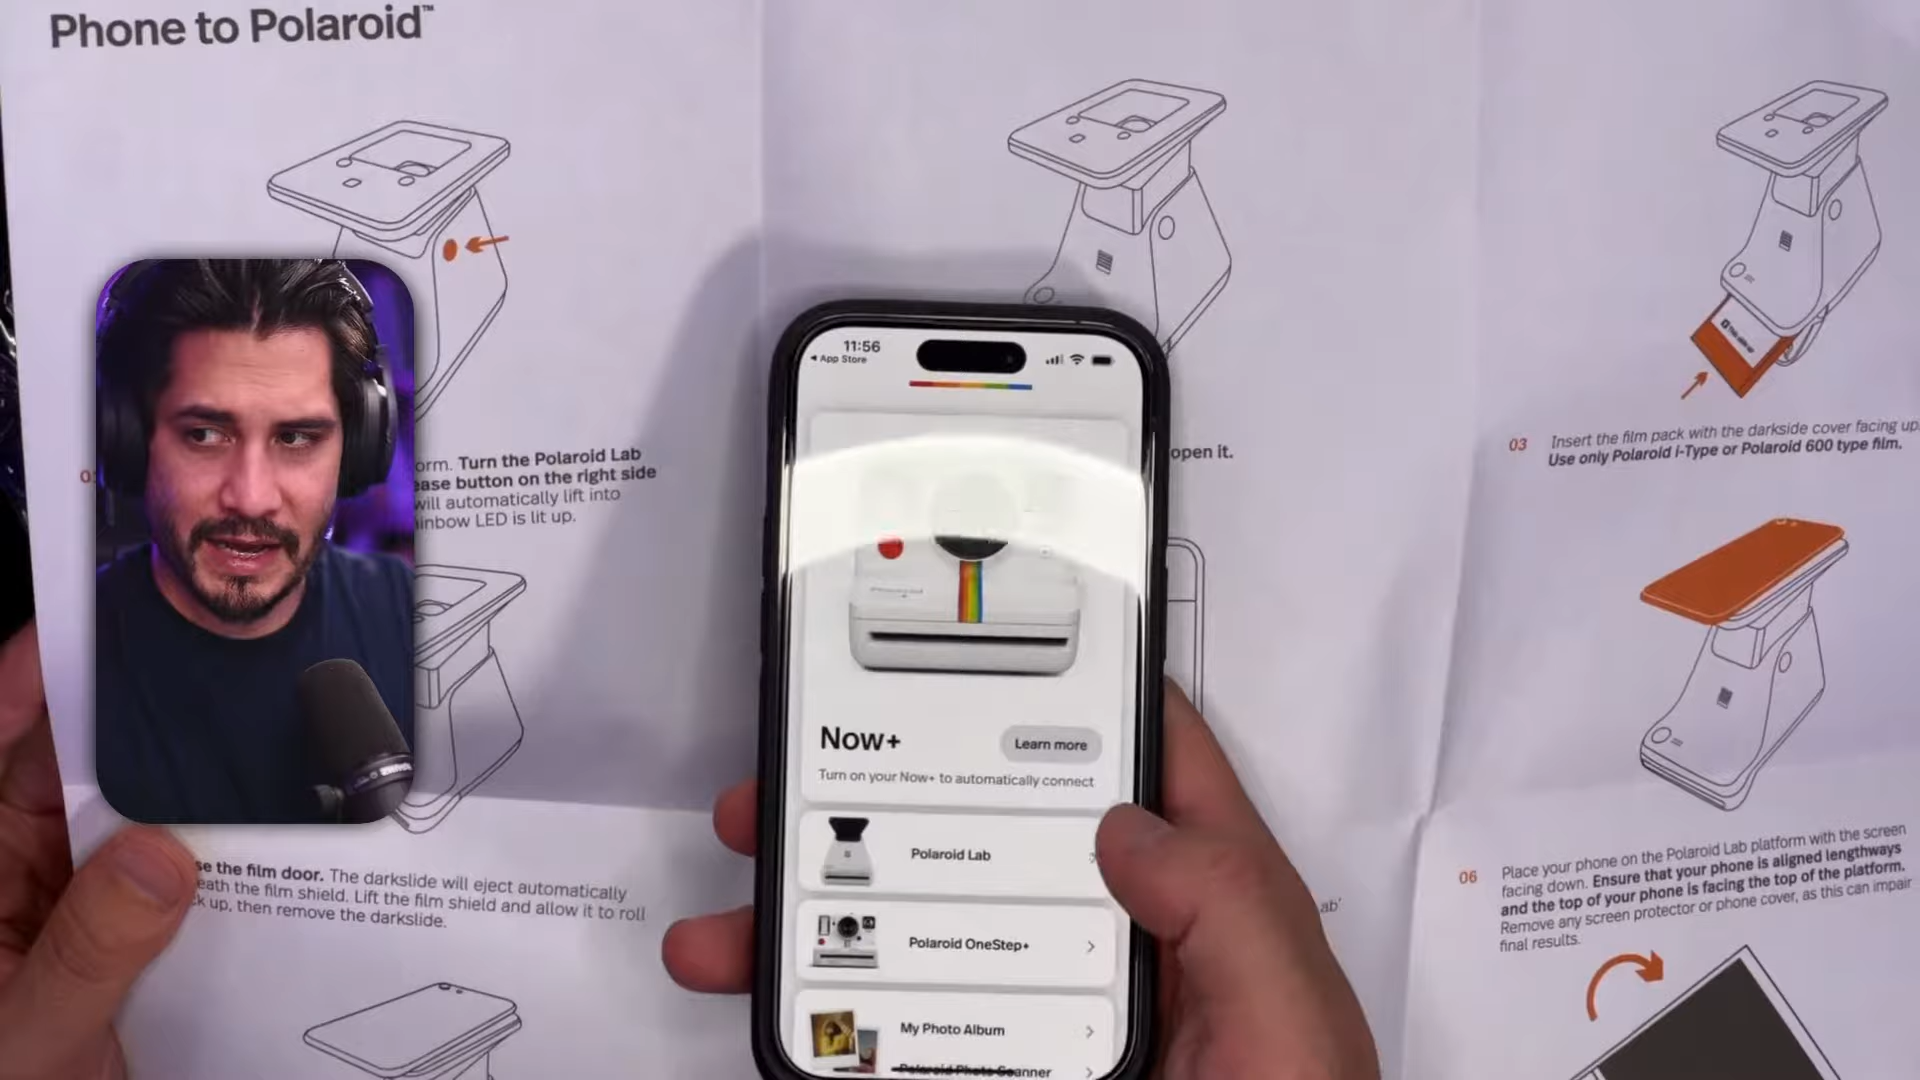 Phone to Polaroid™
orm. Turn the Polaroid Lab
ease button on the right side
will automatically lift into
inbow LED is lit up.
open it.
03 Insert the film pack with the darkside cover facing up.
Use only Polaroid i-Type or Polaroid 600 type film.
se the film door. The darkslide will eject automatically
eath the film shield. Lift the film shield and allow it to roll
k up, then remove the darkslide.
ab'
06 Place your phone on the Polaroid Lab platform with the screen
facing down. Ensure that your phone is aligned lengthways
and the top of your phone is facing the top of the platform.
Remove any screen protector or phone cover, as this can impair
final results.
11:56
App Store
Now+
Learn more
Turn on your Now+ to automatically connect
Polaroid Lab
Polaroid OneStep+
My Photo Album
Polaroid Photo Scanner